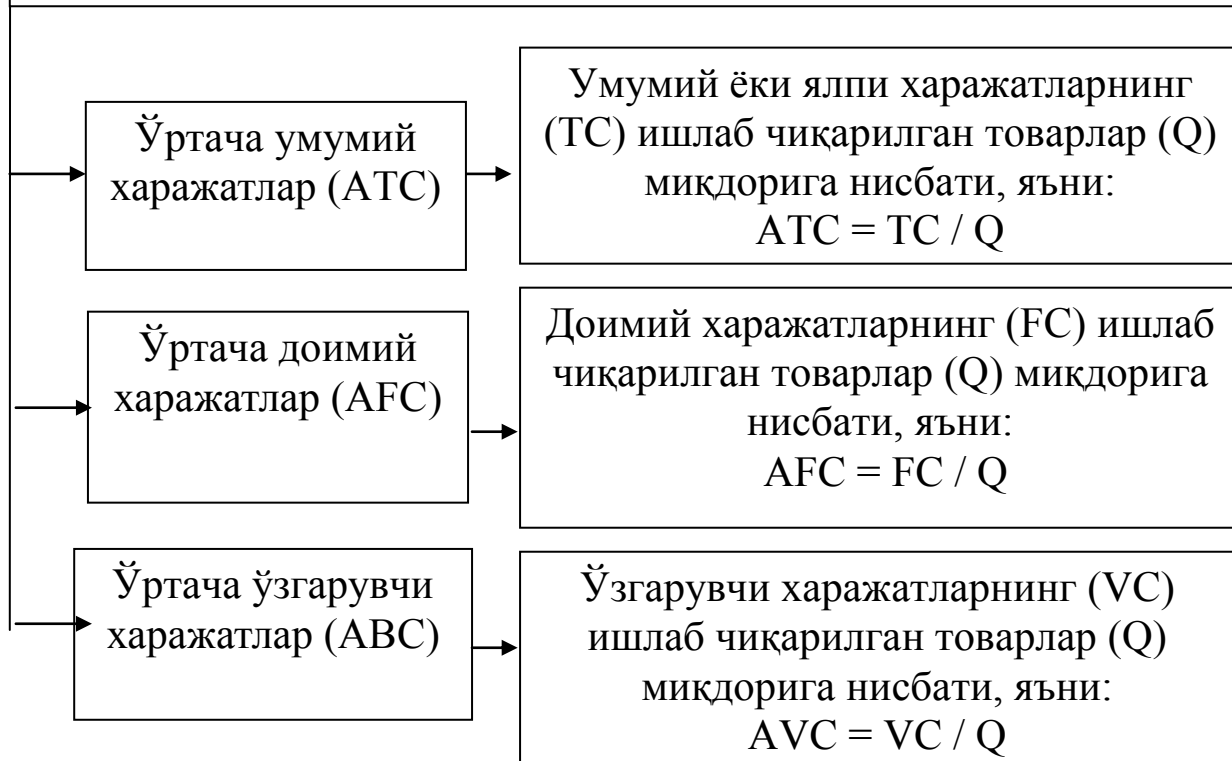 Ўртача умумий
харажатлар (АТС)
Умумий ёки ялпи харажатларнинг
(ТС) ишлаб чиқарилган товарлар (Q)
миқдорига нисбати, яъни:
АТС = ТС / Q
Ўртача доимий
харажатлар (AFC)
Доимий харажатларнинг (FC) ишлаб
чиқарилган товарлар (Q) миқдорига
нисбати, яъни:
AFC = FC / Q
Ўртача ўзгарувчи
харажатлар (АВС)
Ўзгарувчи харажатларнинг (VC)
ишлаб чиқарилган товарлар (Q)
миқдорига нисбати, яъни:
AVC = VC / Q